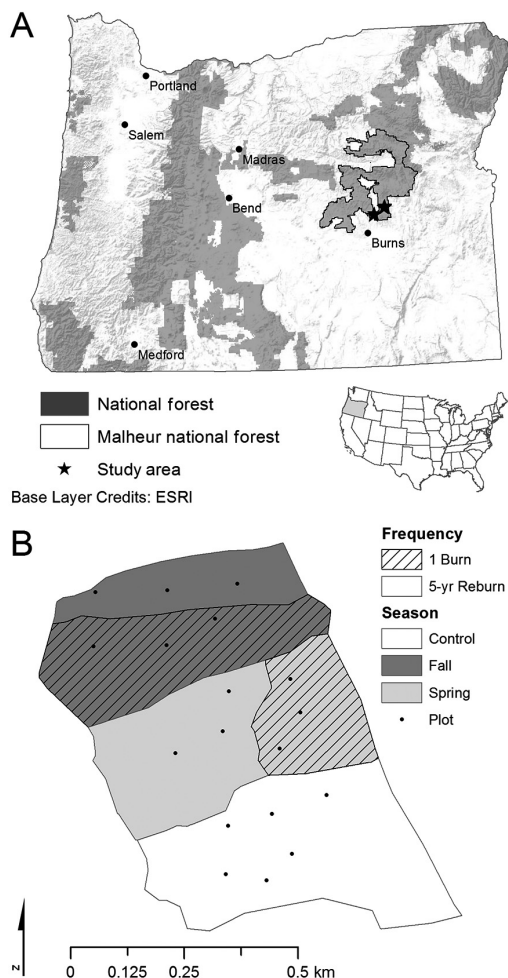 A
Portland
Salem
Madras
Bend
Burns
Medford
National forest
Malheur national forest
Study area
Base Layer Credits: ESRI
B
Frequency
1 Burn
5-yr Reburn
Season
Control
Fall
Spring
Plot
N
0 0.125 0.25 0.5 km